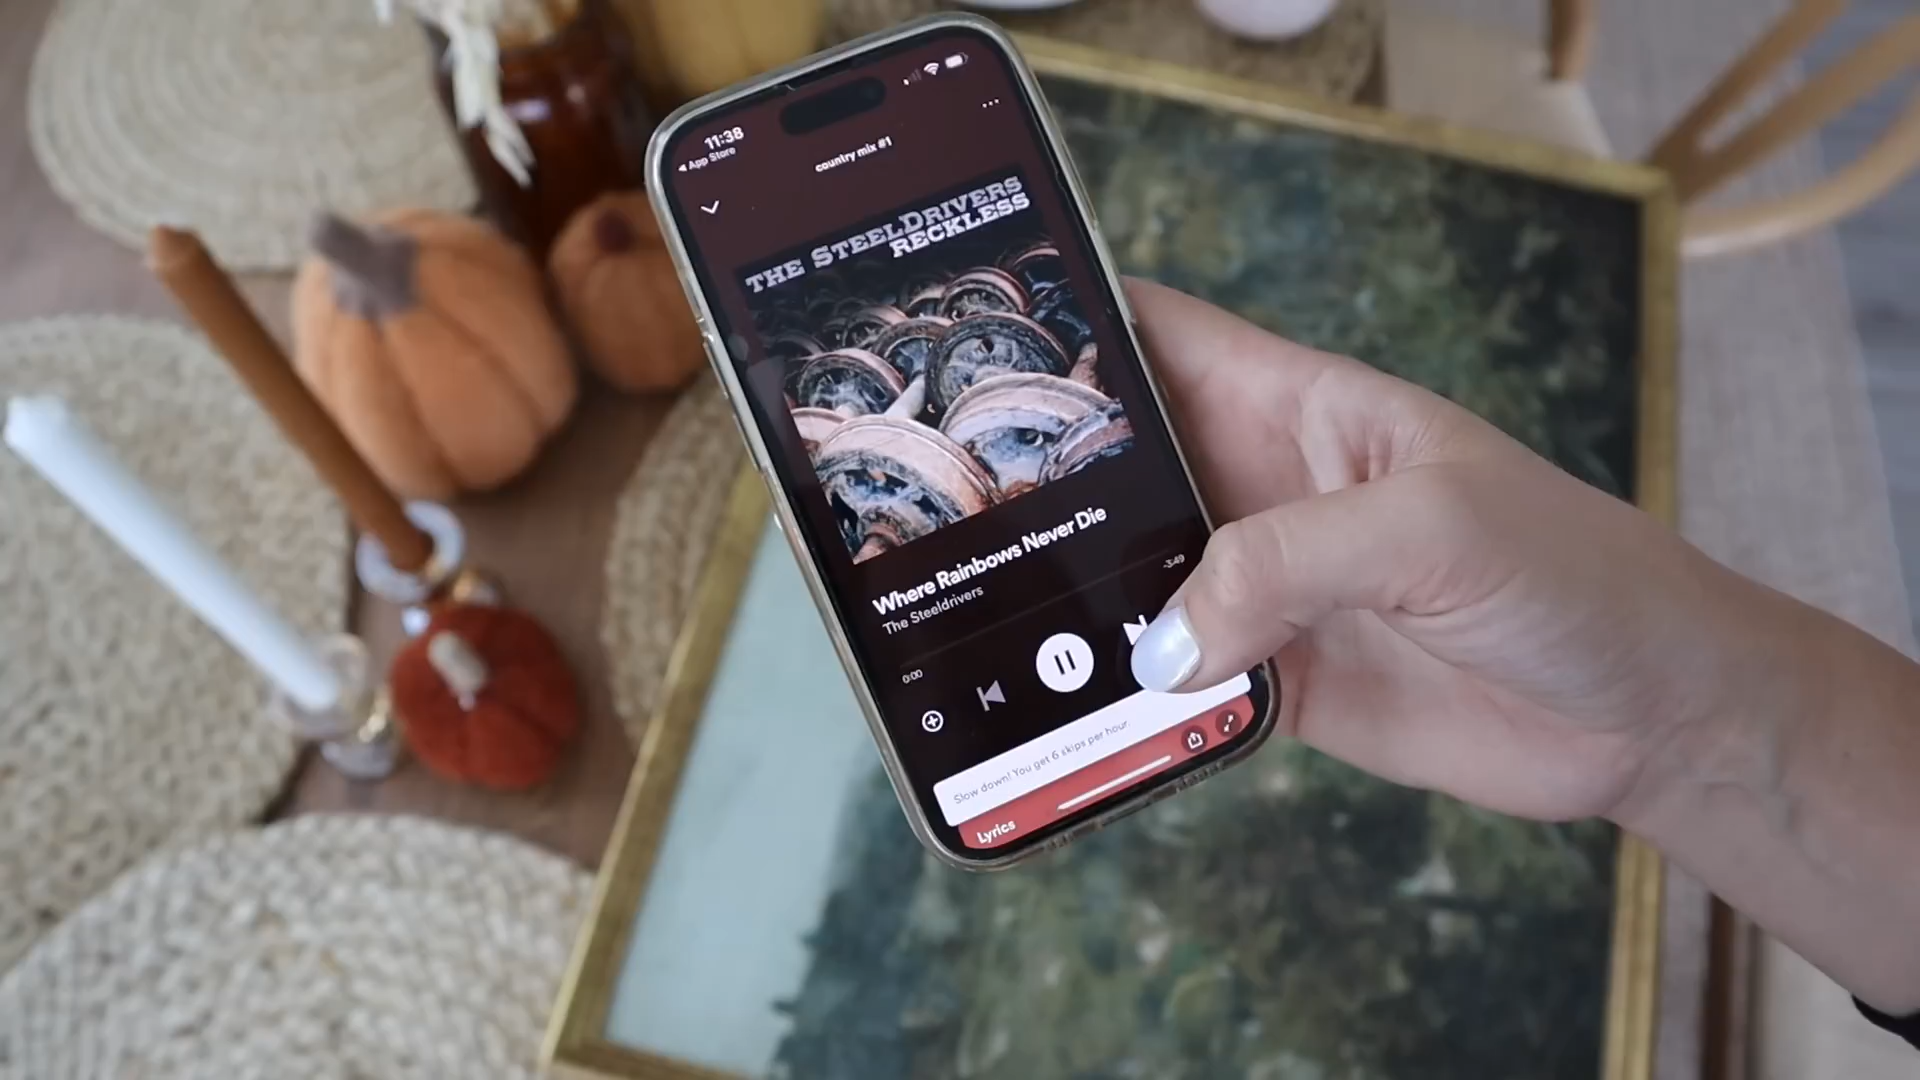 11:38
App Store
country mix #1
THE STEELDRIVERS
RECKLESS
Where Rainbows Never Die
The Steeldrivers
0:00
-3:49
Slow down! You get 6 skips per hour.
Lyrics